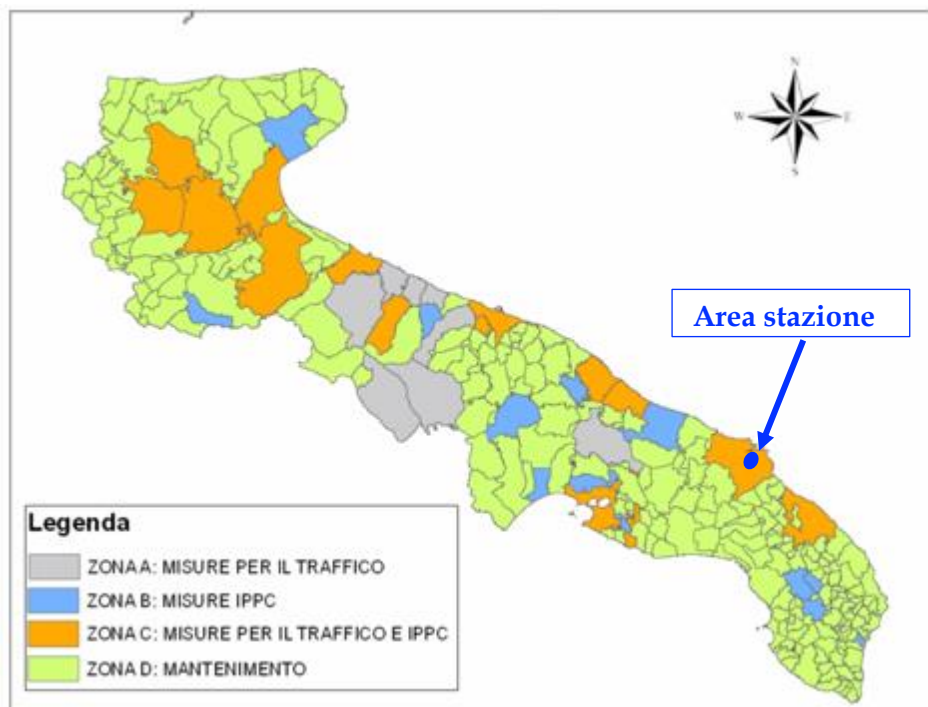 N
W E
S
Area stazione
Legenda
ZONA A: MISURE PER IL TRAFFICO
ZONA B: MISURE IPPC
ZONA C: MISURE PER IL TRAFFICO E IPPC
ZONA D: MANTENIMENTO